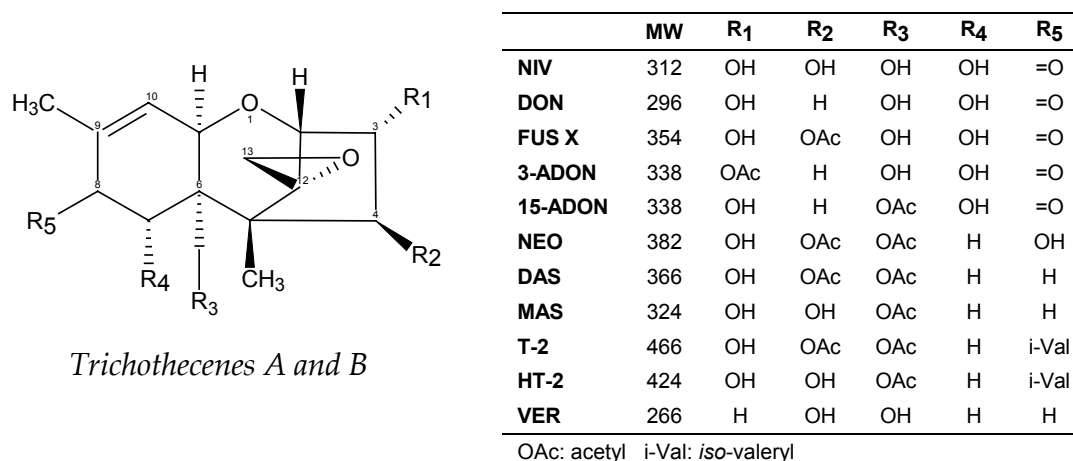 H
H
R1
H3C
10
O
1
3
9
13
O
12
8
6
4
R5
R4
R3
CH3
R2
Trichothecenes A and B
MW R1 R2 R3 R4 R5
NIV 312 OH OH OH OH =O
DON 296 OH H OH OH =O
FUS X 354 OH OAc OH OH =O
3-ADON 338 OAc H OH OH =O
15-ADON 338 OH H OAc OH =O
NEO 382 OH OAc OAc H OH
DAS 366 OH OAc OAc H H
MAS 324 OH OH OAc H H
T-2 466 OH OAc OAc H i-Val
HT-2 424 OH OH OAc H i-Val
VER 266 H OH OH H H
OAc: acetyl i-Val: iso-valeryl